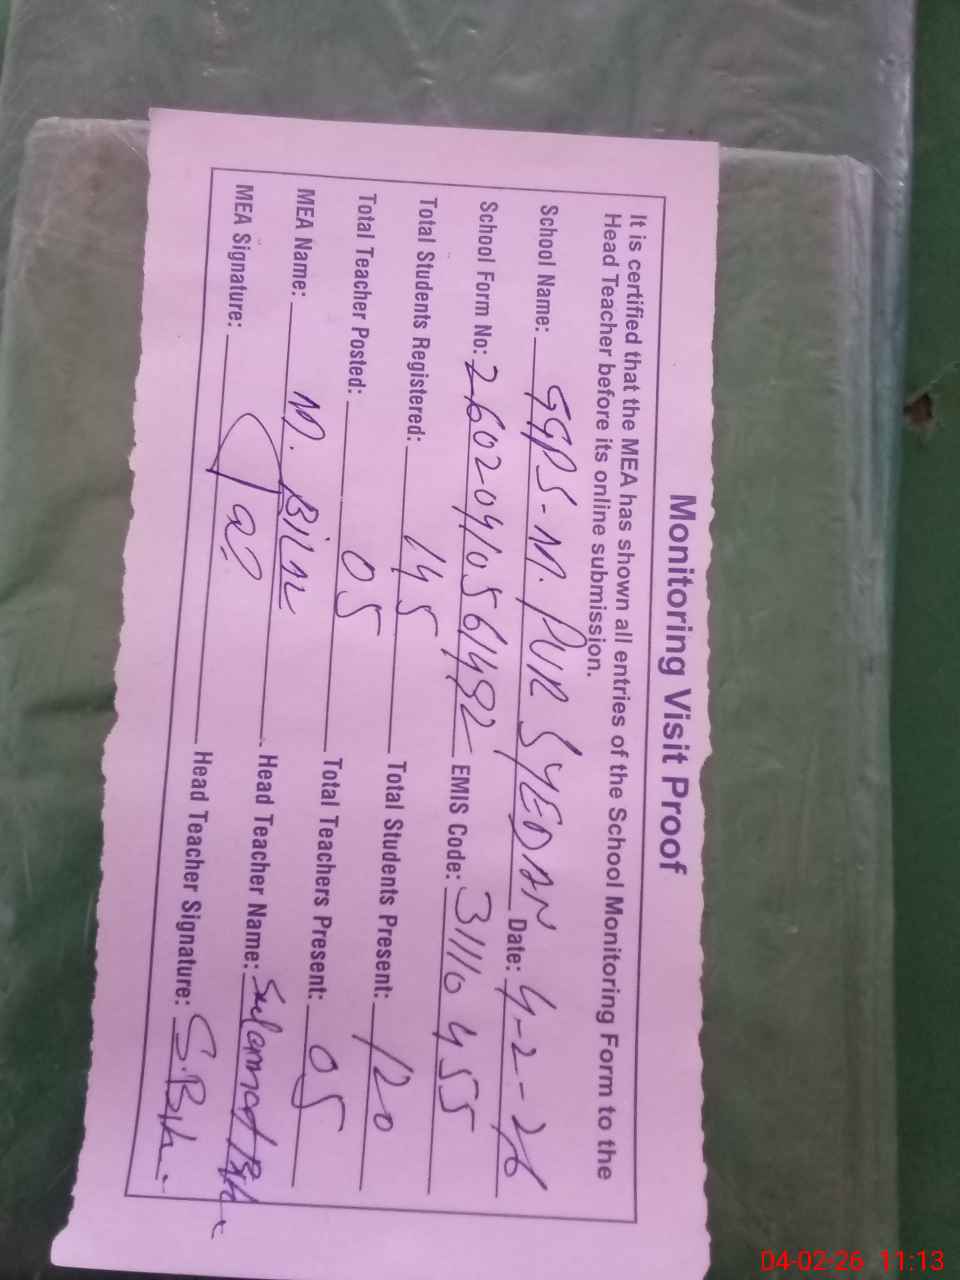 Monitoring Visit Proof
It is certified that the MEA has shown all entries of the School Monitoring Form to the
Head Teacher before its online submission.
School Name: GGPS-M. PUR SYEDAN Date: 4-2-26
School Form No: 26020410561492 EMIS Code: 31110455
Total Students Registered: 145 Total Students Present: 120
Total Teacher Posted: 05 Total Teachers Present: 05
MEA Name: M. Head Teacher Name: Salamat
MEA Signature: Head Teacher Signature:
04-02-26 11:13